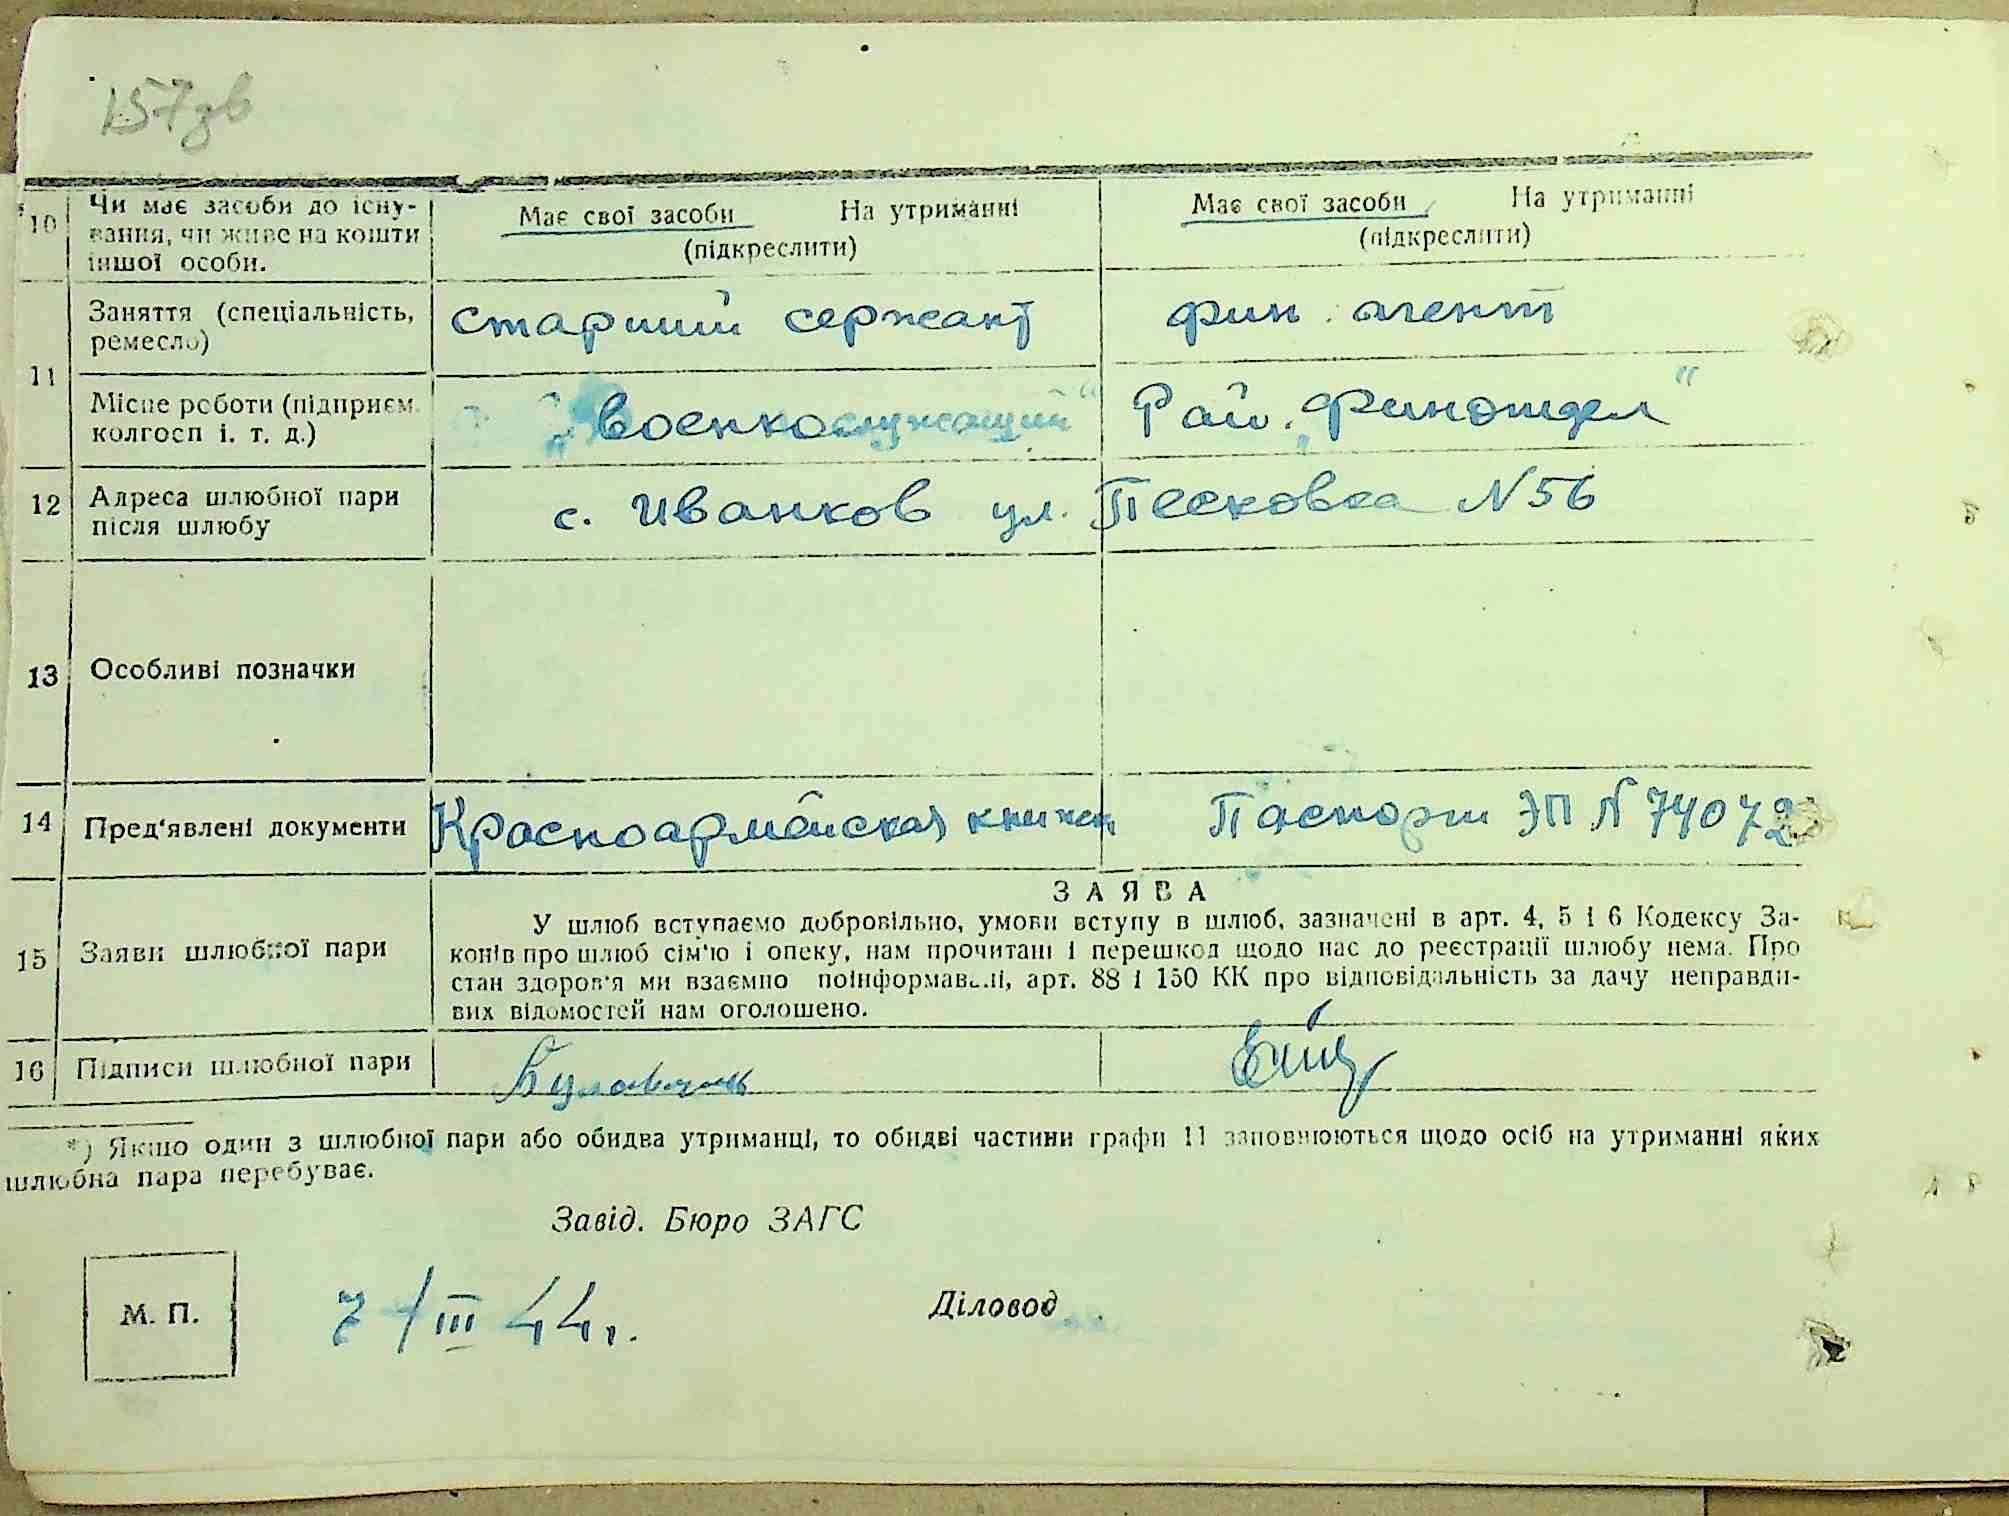 157зв
10 Чи має засоби до існу-
вання, чи живе на кошти
іншої особи.
Має свої засоби На утриманні
(підкреслити)
Має свої засоби На утриманні
(підкреслити)
11
Заняття (спеціальність,
ремесло)
старший сержант
фин. агент
Місце роботи (підприєм.
колгосп і. т. д.)
„военнослужащий“
Рай. „Финотдел“
12 Адреса шлюбної пари
після шлюбу
с. Иванков ул. Песковка N 56
13 Особливі позначки
14 Пред'явлені документи
Красноармейская книжка
Паспорт ЭП N 74072
15 Заяви шлюбної пари
ЗАЯВА
У шлюб вступаємо добровільно, умови вступу в шлюб, зазначені в арт. 4, 5 і 6 Кодексу За-
конів про шлюб сім'ю і опеку, нам прочитані і перешкод щодо нас до реєстрації шлюбу нема. Про
стан здоров'я ми взаємно поінформавалі, арт. 88 і 150 КК про відповідальність за дачу неправди-
вих відомостей нам оголошено.
16 Підписи шлюбної пари
*) Якшо один з шлюбної пари або обидва утриманці, то обидві частини графи 11 заповнюються щодо осіб на утриманні яких
шлюбна пара перебуває.
Завід. Бюро ЗАГС
М. П.
7/III 44 г.
Діловод